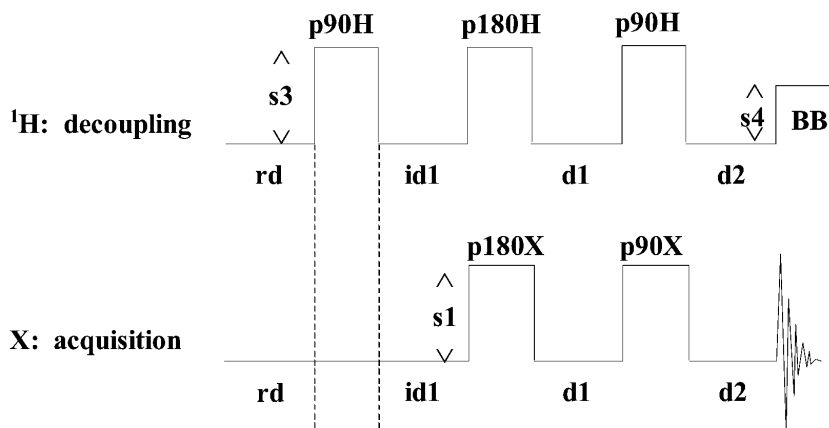 p90H p180H p90H
s3
s4
¹H: decoupling
BB
rd id1 d1 d2
p180X p90X
s1
X: acquisition
rd id1 d1 d2